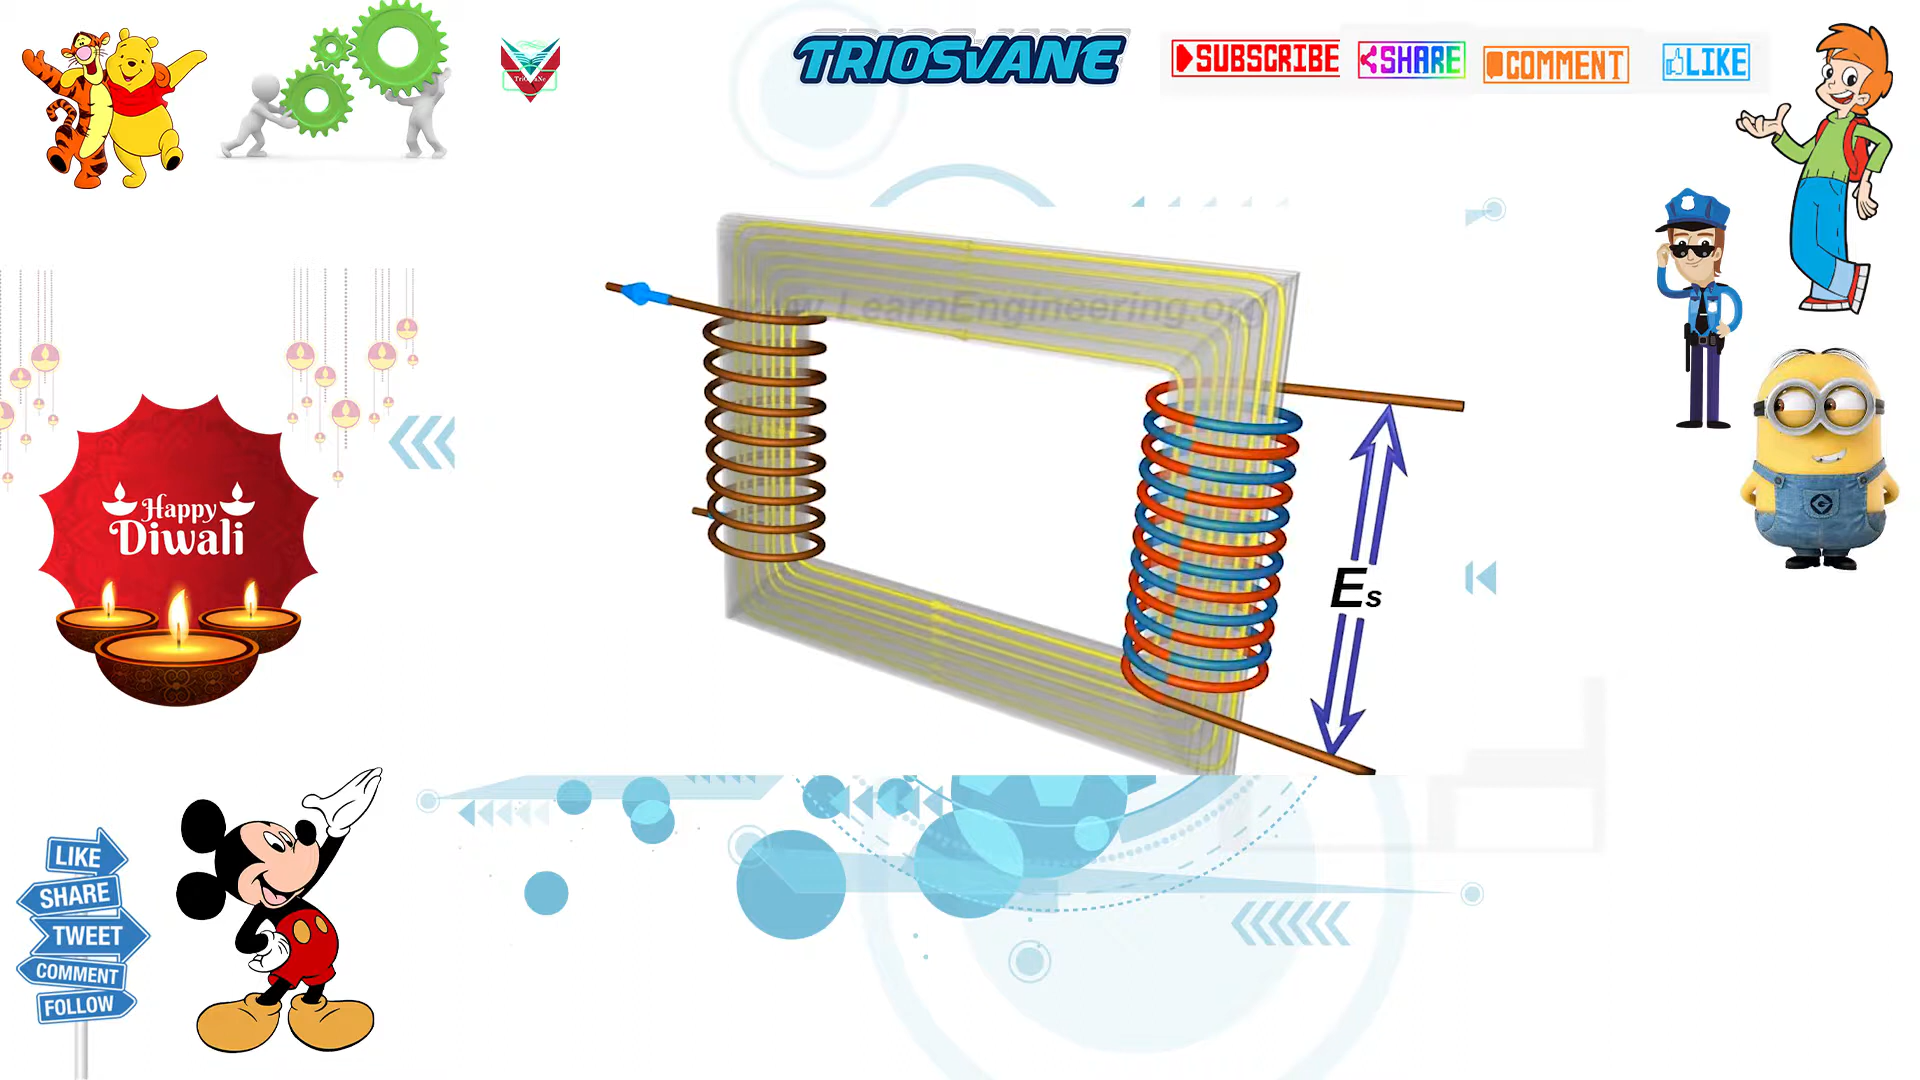 TRIOSVANE
SUBSCRIBE
SHARE
COMMENT
LIKE
www.LearnEngineering.org
Es
Happy
Diwali
LIKE
SHARE
TWEET
COMMENT
FOLLOW